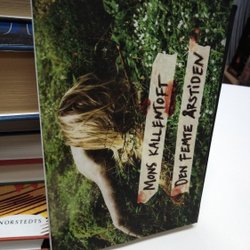 MONS KALLENTOFT
DEN FEMTE ÅRSTIDEN
NORSTEDTS